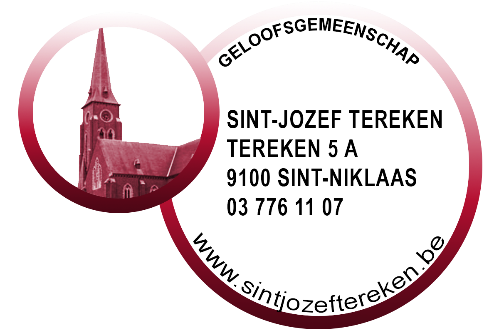 GELOOFSGEMEENSCHAP
SINT-JOZEF TEREKEN
TEREKEN 5 A
9100 SINT-NIKLAAS
03 776 11 07
www.sintjozeftereken.be